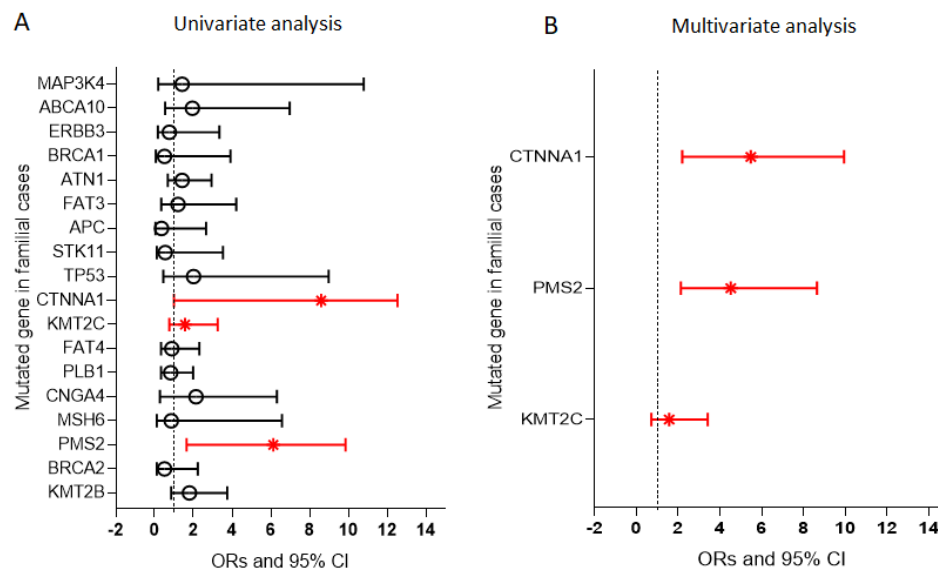 A
Univariate analysis
Mutated gene in familial cases
MAP3K4
ABCA10
ERBB3
BRCA1
ATN1
FAT3
APC
STK11
TP53
CTNNA1
KMT2C
FAT4
PLB1
CNGA4
MSH6
PMS2
BRCA2
KMT2B
-2 0 2 4 6 8 10 12 14
ORs and 95% CI
B
Multivariate analysis
Mutated gene in familial cases
CTNNA1
PMS2
KMT2C
-2 0 2 4 6 8 10 12 14
ORs and 95% CI